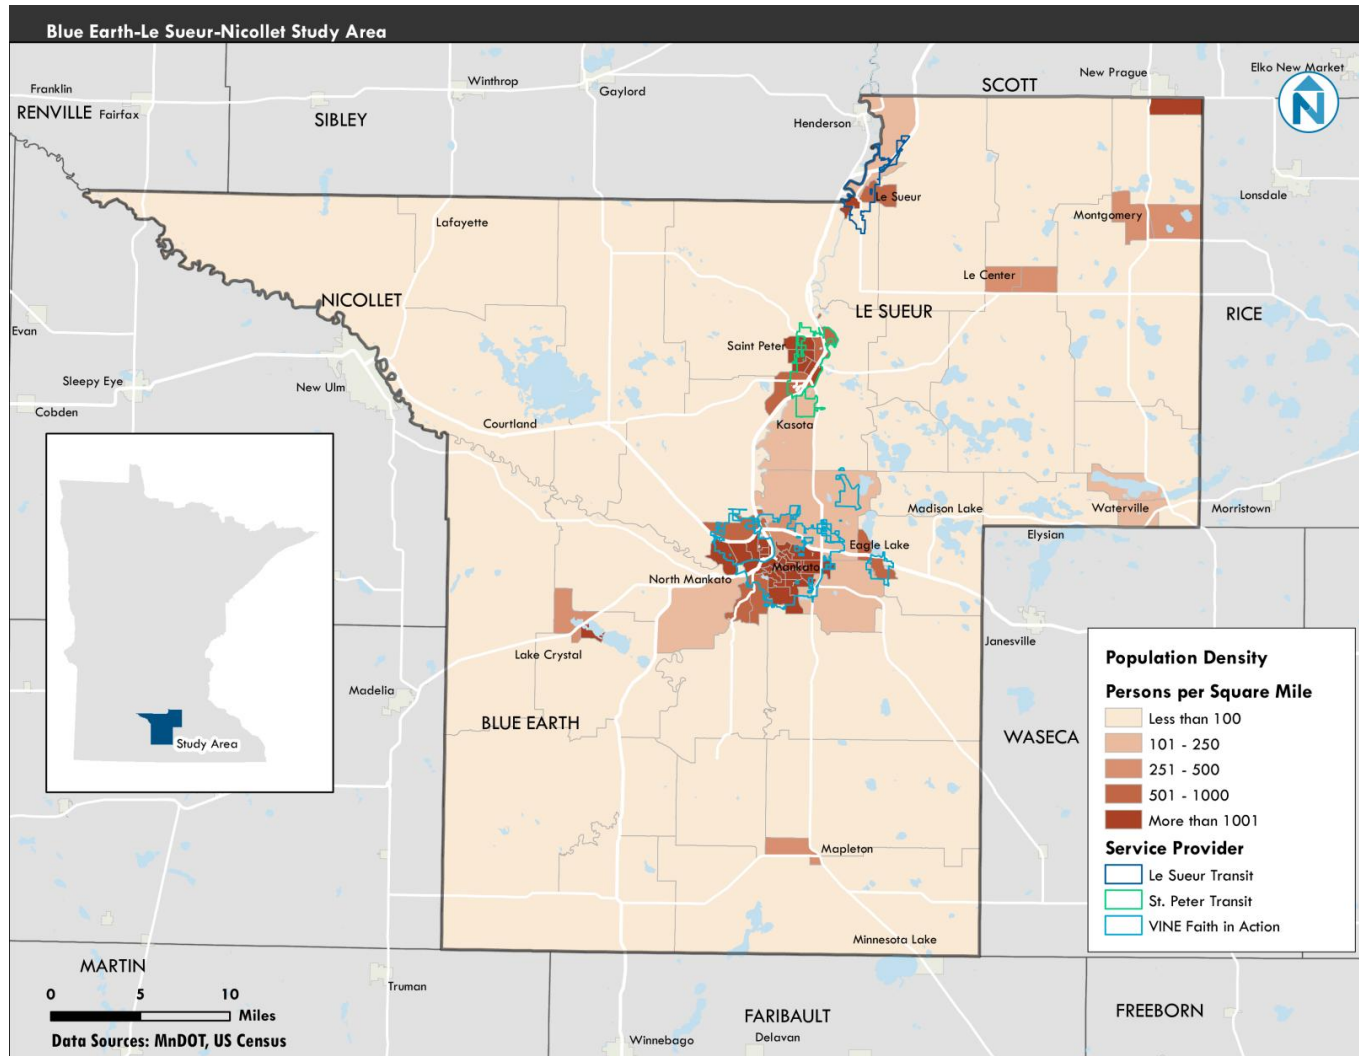 Blue Earth-Le Sueur-Nicollet Study Area
SCOTT
New Prague
Elko New Market
Franklin
Winthrop
Gaylord
RENVILLE
Fairfax
SIBLEY
Henderson
N
Le Sueur
Lonsdale
Lafayette
Montgomery
Le Center
NICOLLET
LE SUEUR
RICE
Evan
Saint Peter
Sleepy Eye
New Ulm
Cobden
Courtland
Kasota
Madison Lake
Waterville
Morristown
Elysian
Eagle Lake
North Mankato
Mankato
Janesville
Lake Crystal
Madelia
BLUE EARTH
WASECA
Study Area
Population Density
Persons per Square Mile
Less than 100
101 - 250
251 - 500
501 - 1000
More than 1001
Service Provider
Le Sueur Transit
St. Peter Transit
VINE Faith in Action
Mapleton
Minnesota Lake
MARTIN
Truman
0 5 10
Miles
FARIBAULT
FREEBORN
Data Sources: MnDOT, US Census
Winnebago
Delavan